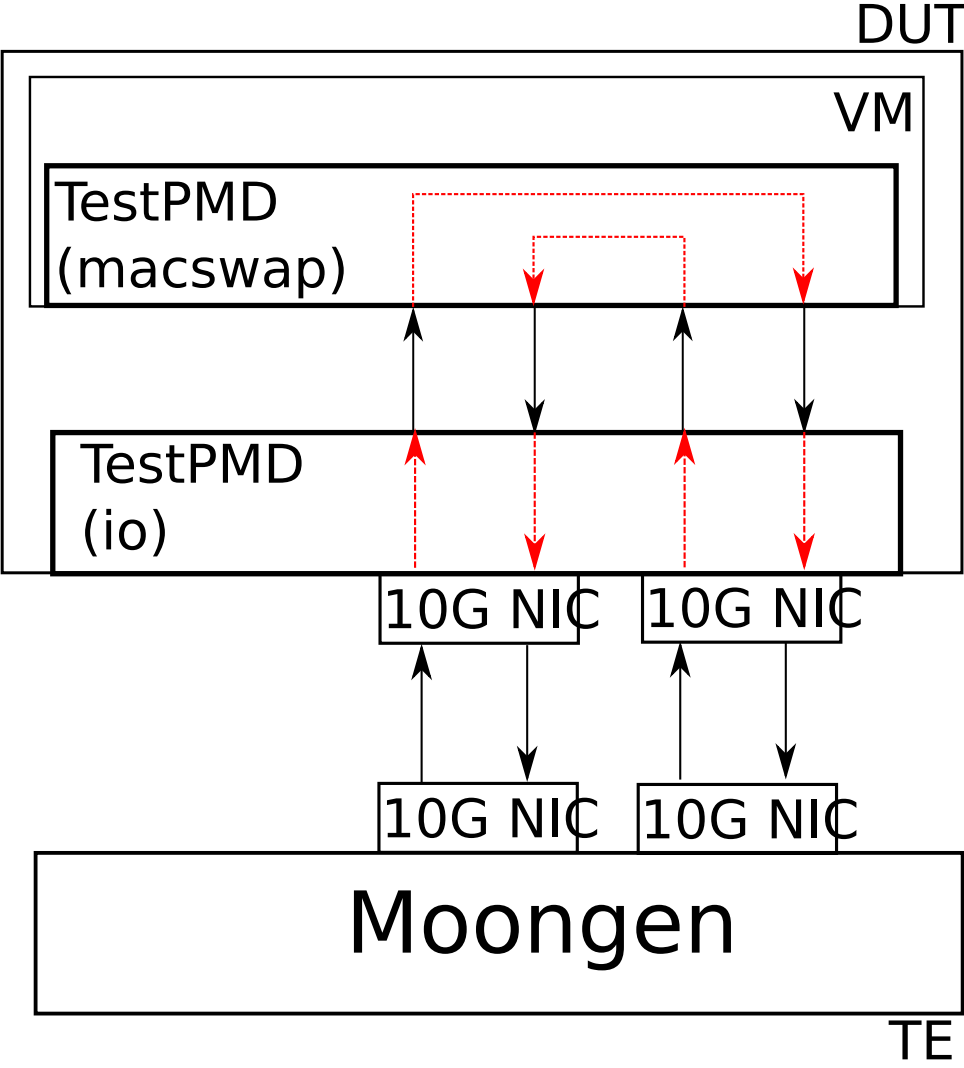 DUT
VM
TestPMD
(macswap)
TestPMD
(io)
10G NIC
10G NIC
10G NIC
10G NIC
Moongen
TE